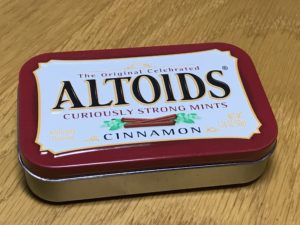 The Original Celebrated
ALTOIDS®
CURIOUSLY STRONG MINTS
CINNAMON